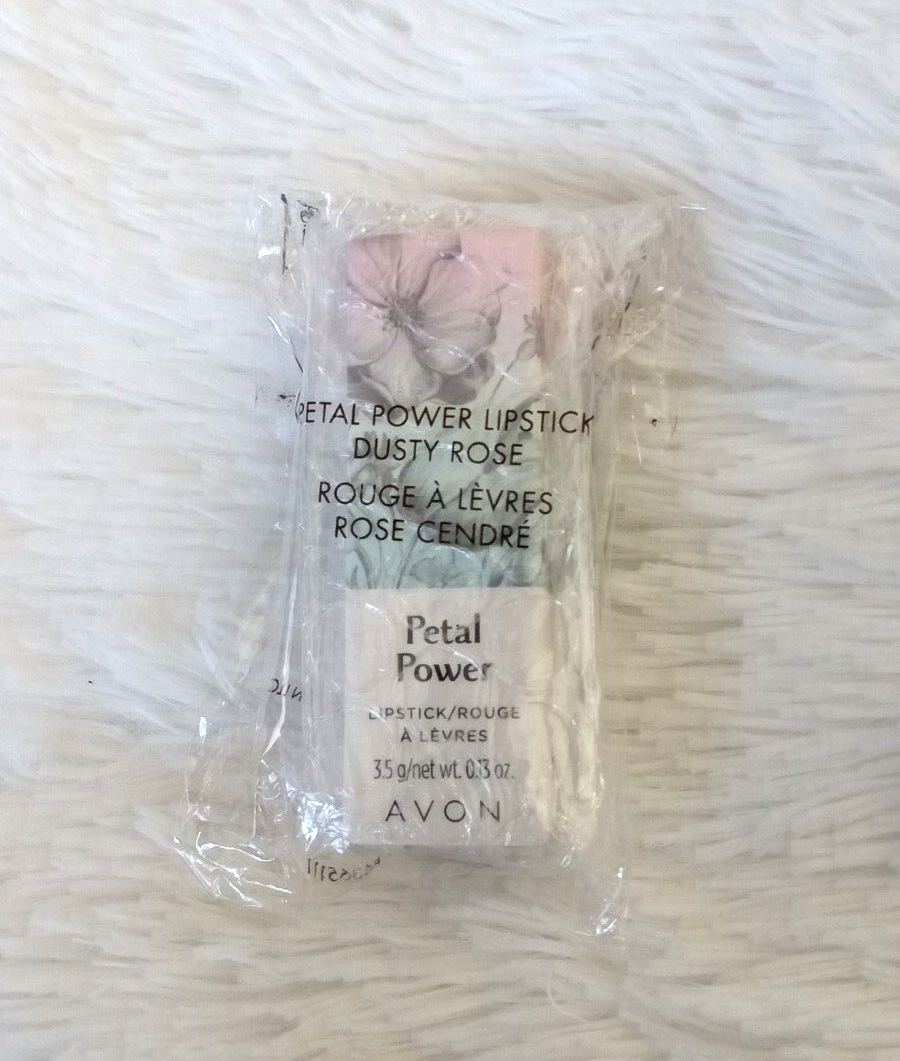 PETAL POWER LIPSTICK
DUSTY ROSE
ROUGE À LÈVRES
ROSE CENDRÉ
Petal
Power
LIPSTICK/ROUGE
À LÈVRES
3.5 g/net wt. 0.13 oz.
AVON